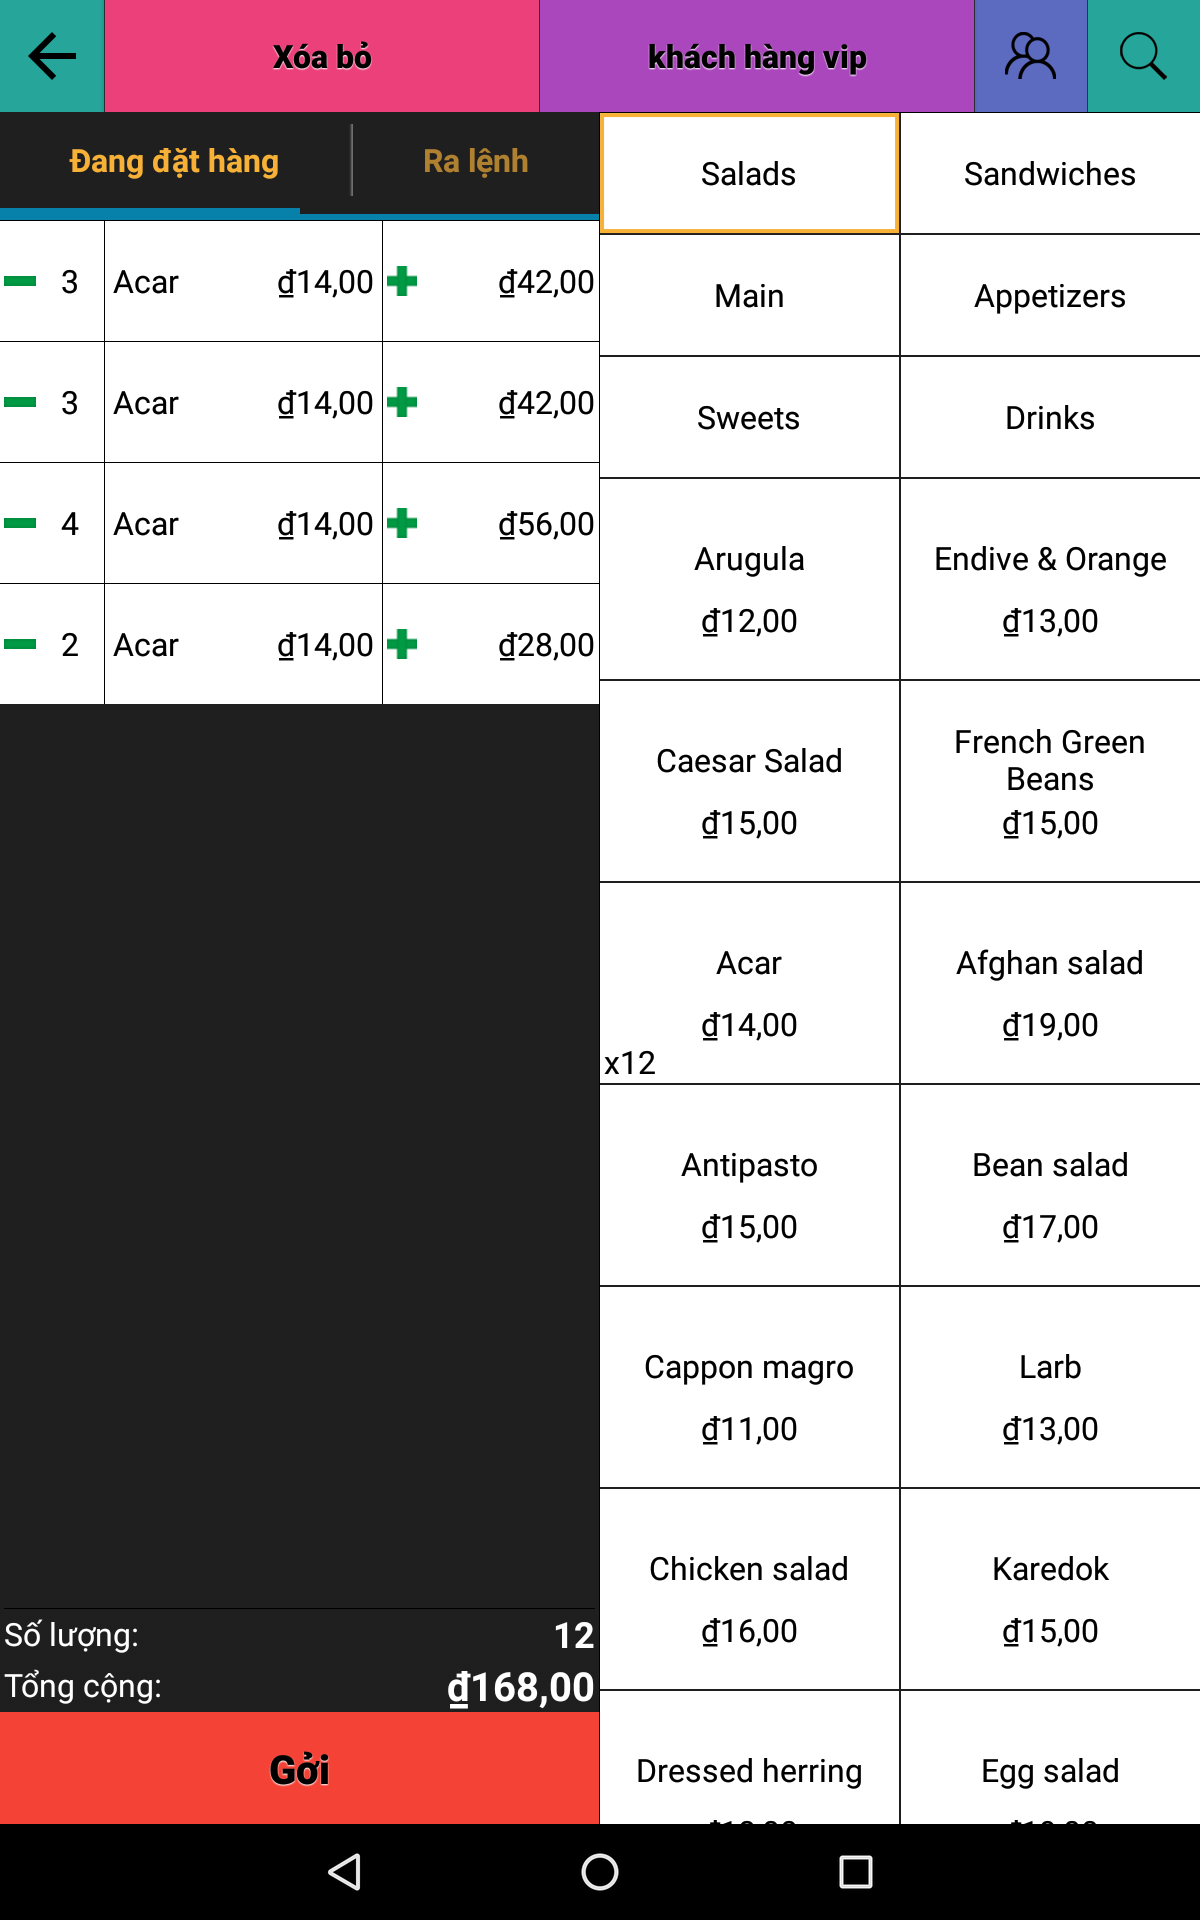 Xóa bỏ
khách hàng vip
Đang đặt hàng
Ra lệnh
3 Acar ₫14,00 ₫42,00
3 Acar ₫14,00 ₫42,00
4 Acar ₫14,00 ₫56,00
2 Acar ₫14,00 ₫28,00
Số lượng: 12
Tổng cộng: ₫168,00
Gởi
Salads
Sandwiches
Main
Appetizers
Sweets
Drinks
Arugula
₫12,00
Endive & Orange
₫13,00
Caesar Salad
₫15,00
French Green
Beans
₫15,00
Acar
₫14,00
x12
Afghan salad
₫19,00
Antipasto
₫15,00
Bean salad
₫17,00
Cappon magro
₫11,00
Larb
₫13,00
Chicken salad
₫16,00
Karedok
₫15,00
Dressed herring
Egg salad